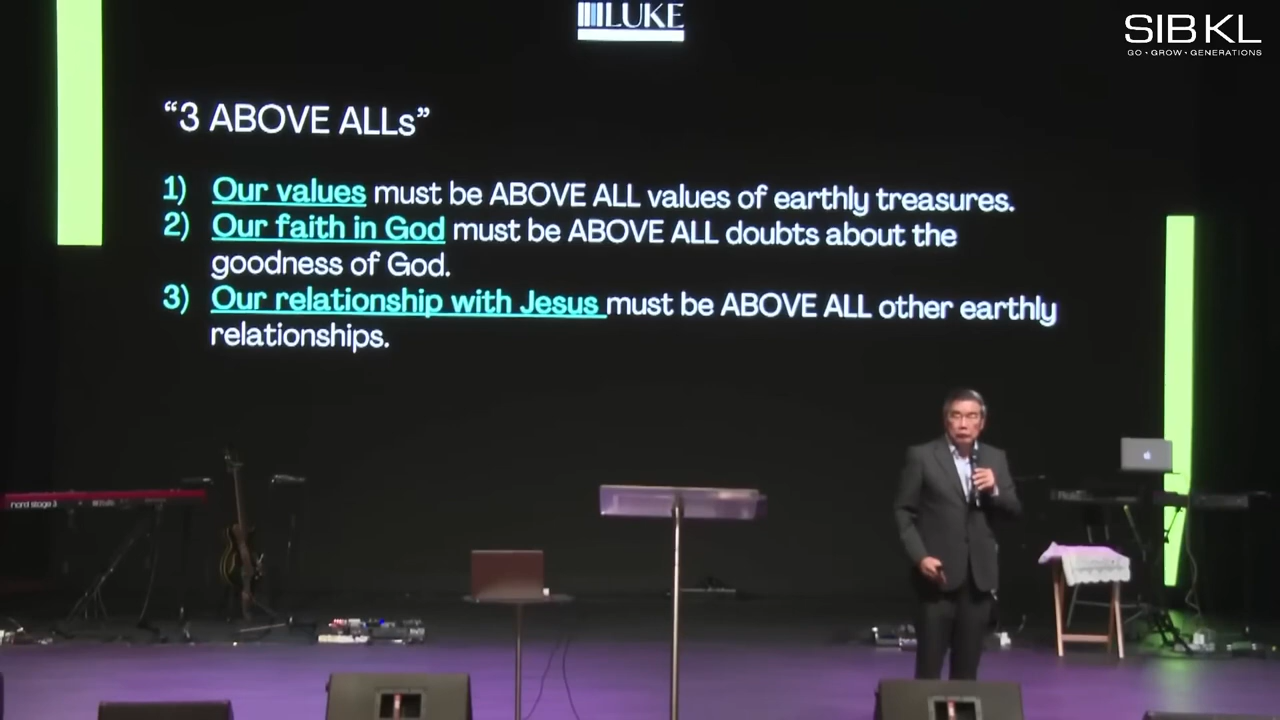 LUKE
SIBKL
GO • GROW • GENERATIONS
“3 ABOVE ALLs”
1) Our values must be ABOVE ALL values of earthly treasures.
2) Our faith in God must be ABOVE ALL doubts about the
goodness of God.
3) Our relationship with Jesus must be ABOVE ALL other earthly
relationships.
nord stage 3